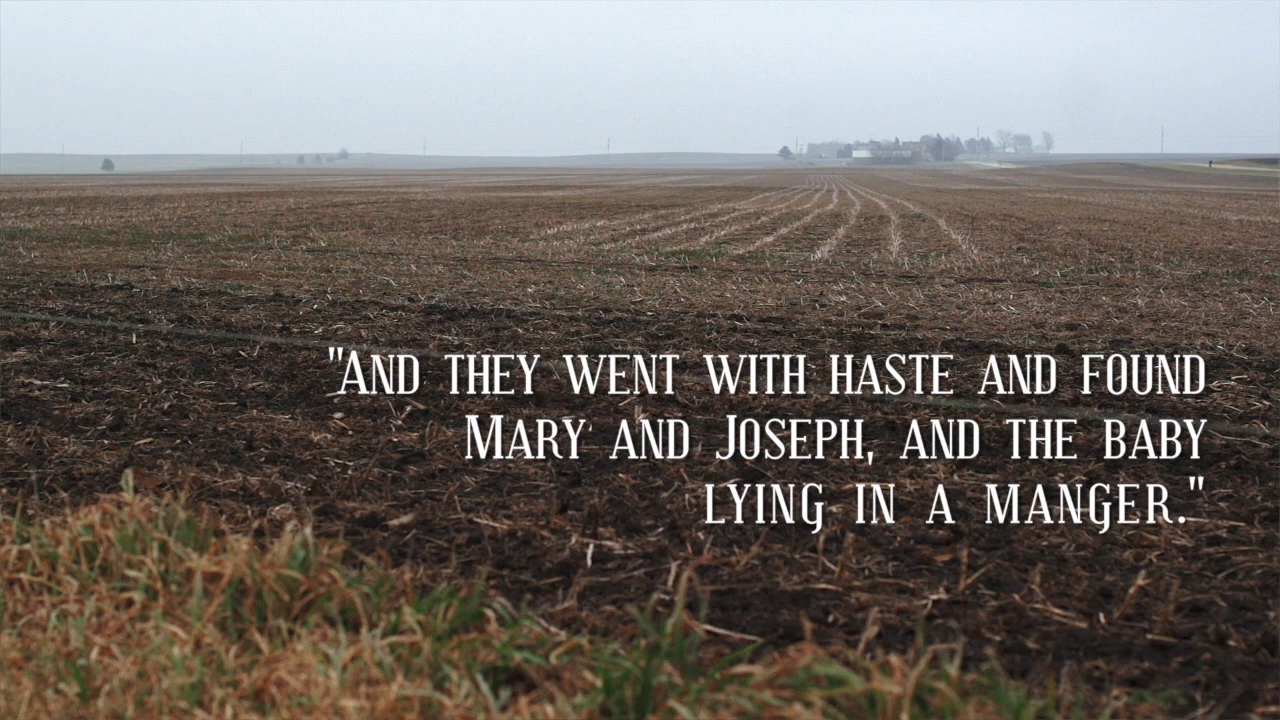 "And they went with haste and found
Mary and Joseph, and the baby
lying in a manger."